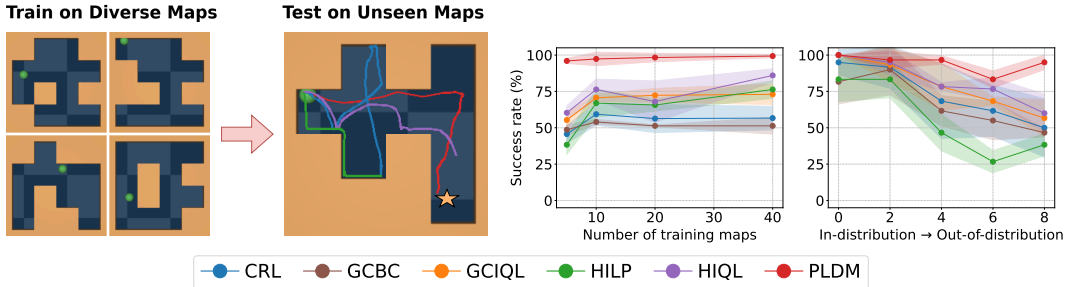 Train on Diverse Maps
Test on Unseen Maps
Success rate (%)
100
75
50
25
0
10
20
30
40
Number of training maps
100
75
50
25
0
0
2
4
6
8
In-distribution → Out-of-distribution
CRL
GCBC
GCIQL
HILP
HIQL
PLDM